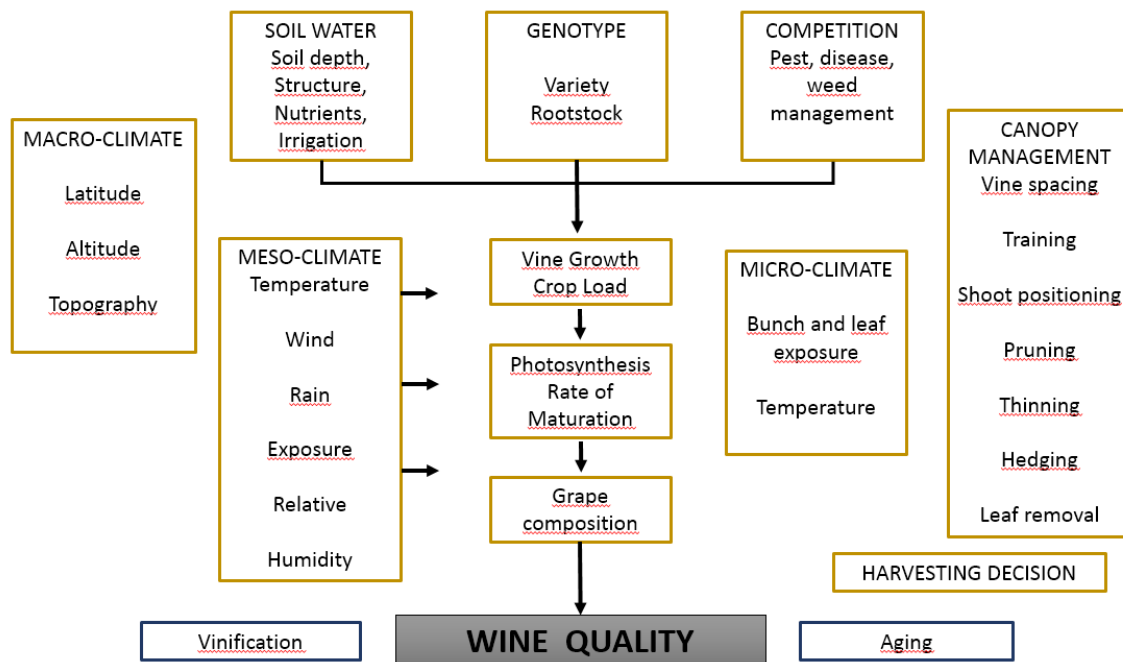 SOIL WATER
Soil depth,
Structure,
Nutrients,
Irrigation
GENOTYPE
Variety
Rootstock
COMPETITION
Pest, disease,
weed
management
MACRO-CLIMATE
Latitude
Altitude
Topography
CANOPY
MANAGEMENT
Vine spacing
Training
Shoot positioning
Pruning
Thinning
Hedging
Leaf removal
MESO-CLIMATE
Temperature
Wind
Rain
Exposure
Relative
Humidity
Vine Growth
Crop Load
Photosynthesis
Rate of
Maturation
Grape
composition
MICRO-CLIMATE
Bunch and leaf
exposure
Temperature
HARVESTING DECISION
Vinification
WINE QUALITY
Aging